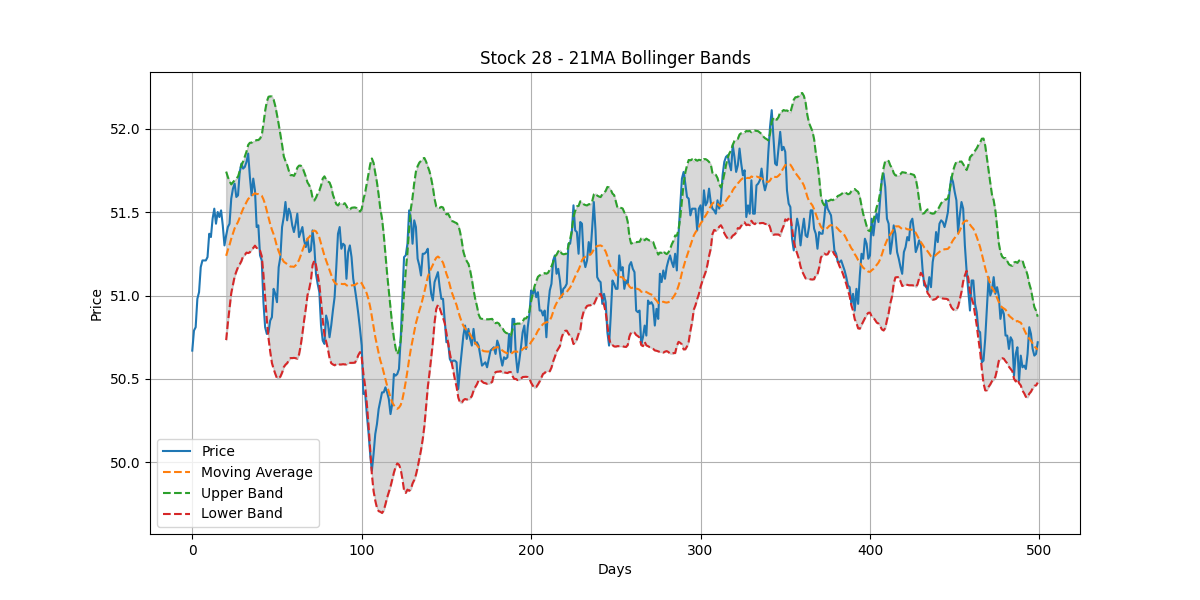 Stock 28 - 21MA Bollinger Bands
52.0
51.5
51.0
50.5
50.0
Price
Price
Moving Average
Upper Band
Lower Band
0 100 200 300 400 500
Days